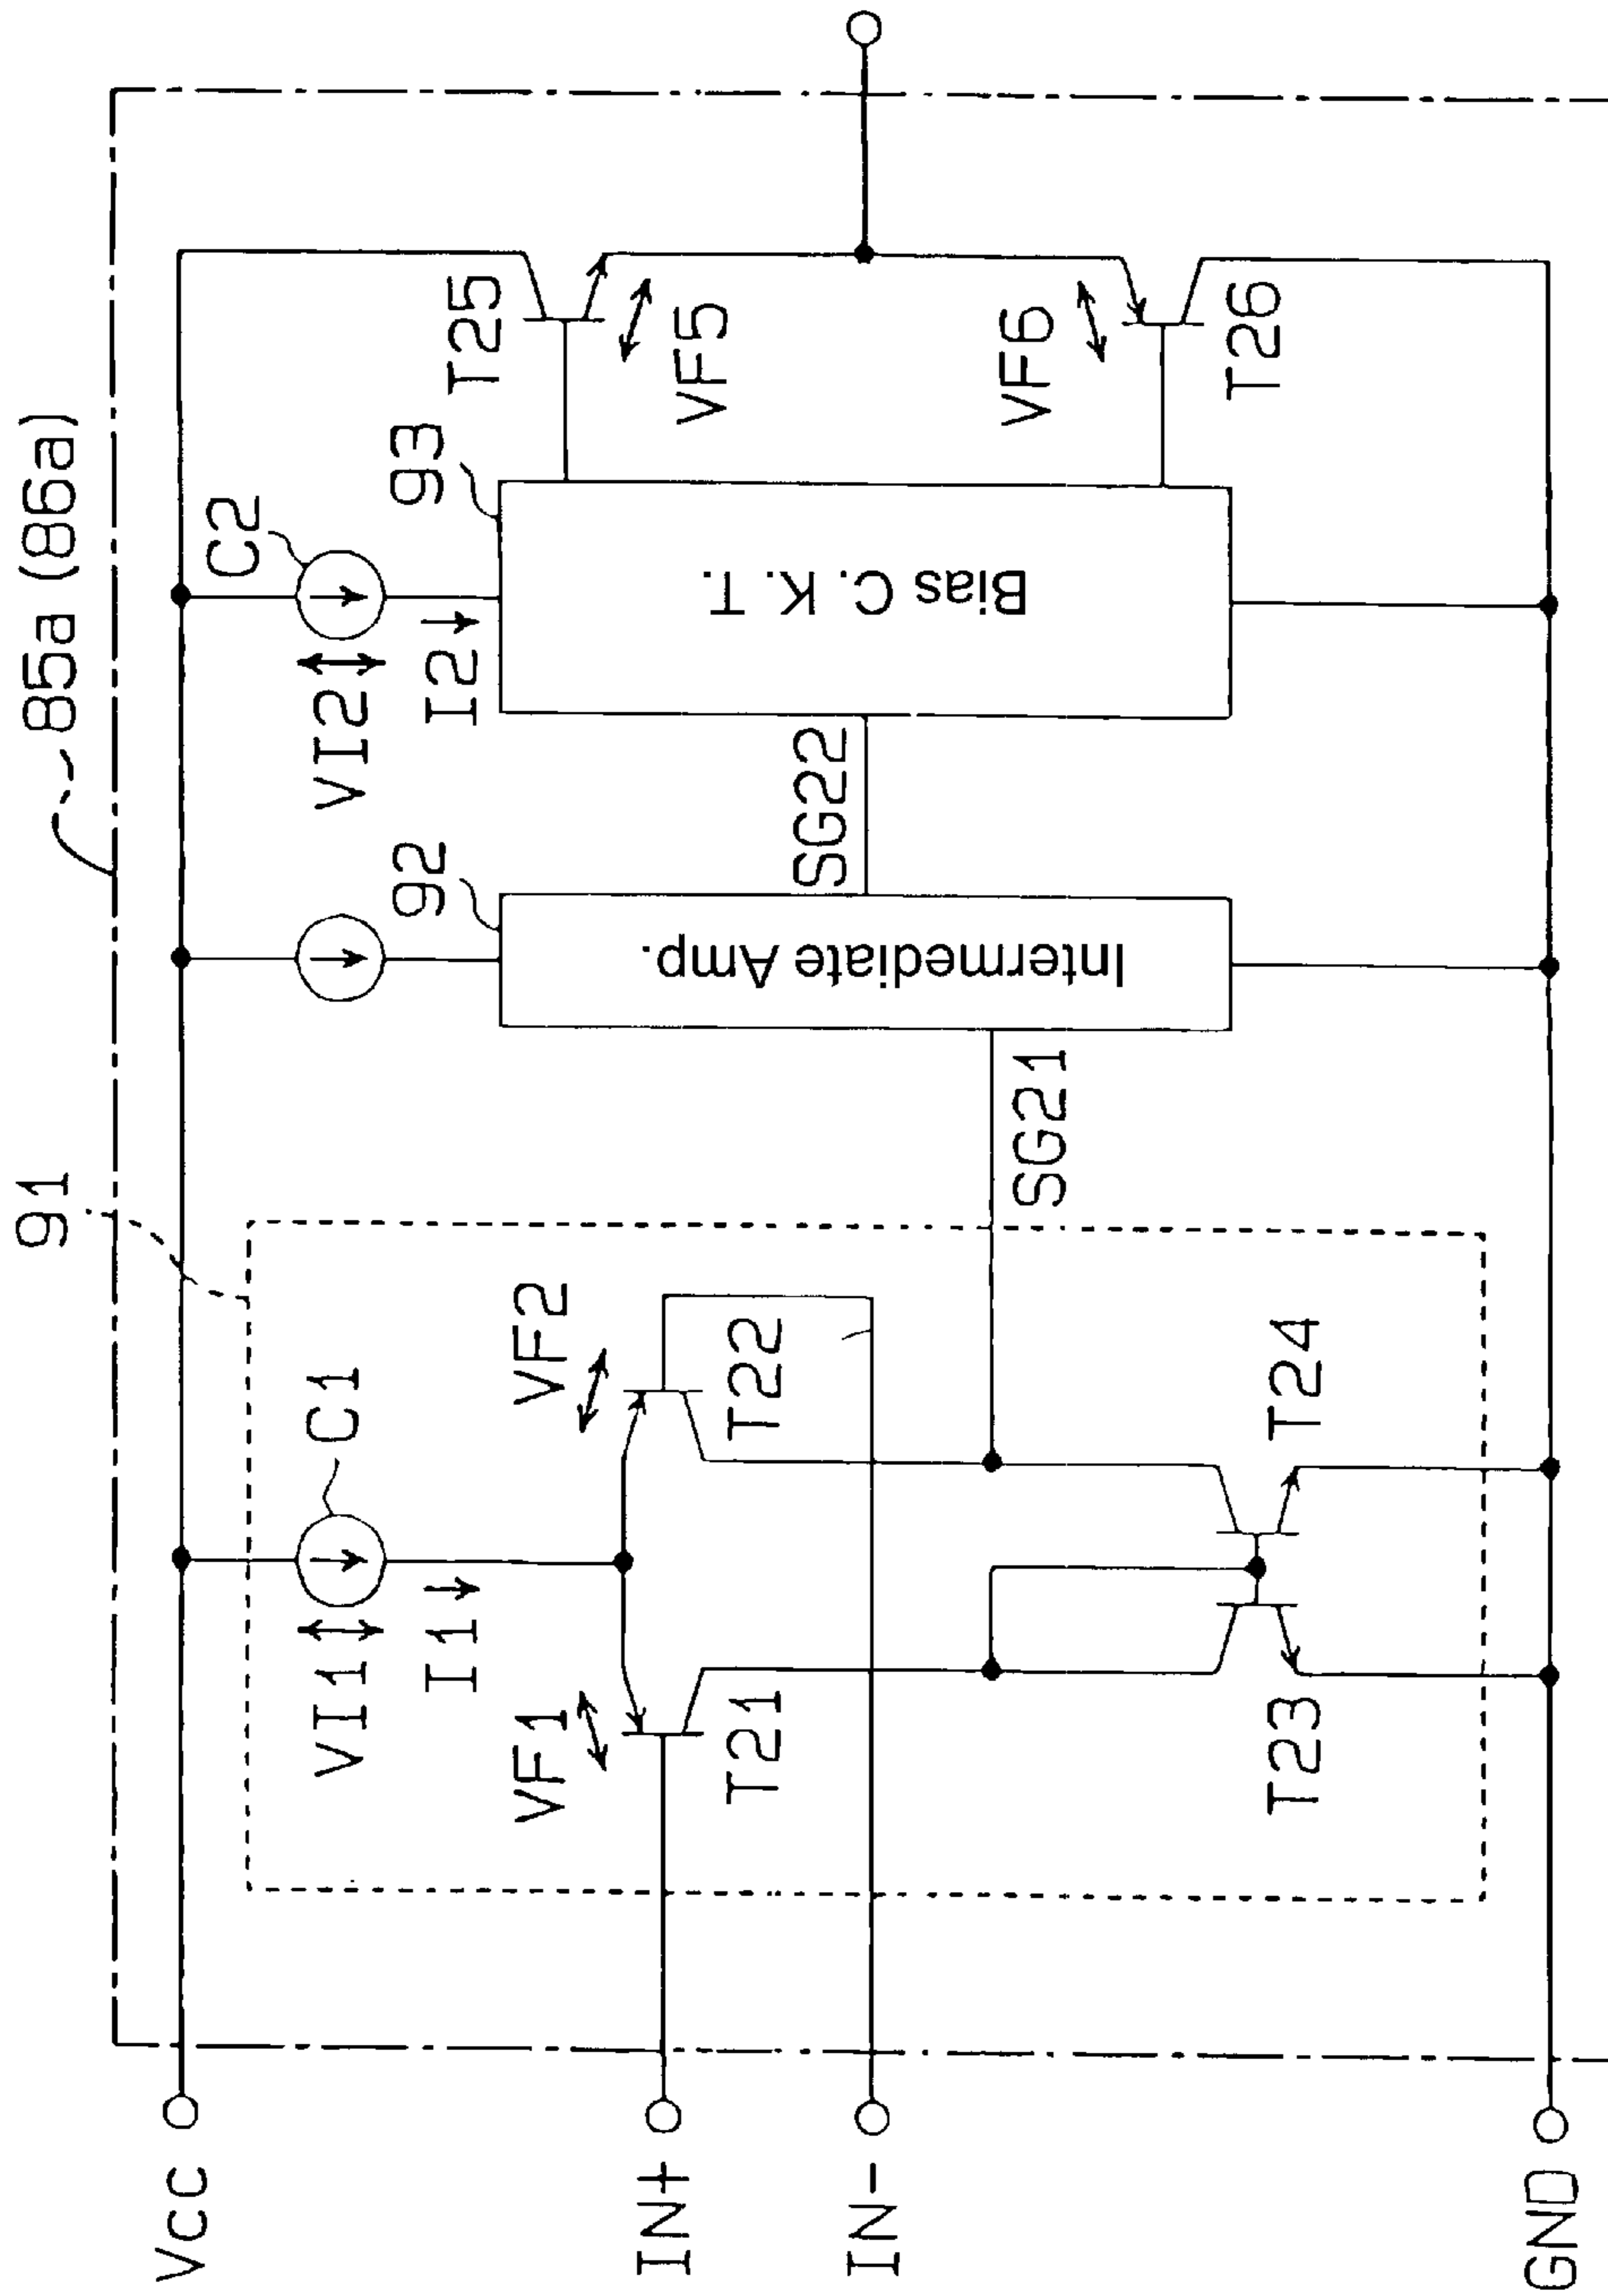 85a (86a)
91
Vcc
C1
VI1
I1
VF1
VF2
T21
T22
IN+
IN-
SG21
T23
T24
GND
92
Intermediate Amp.
SG22
C2
VI2
I2
93
Bias C. K. T.
T25
VF5
VF6
T26